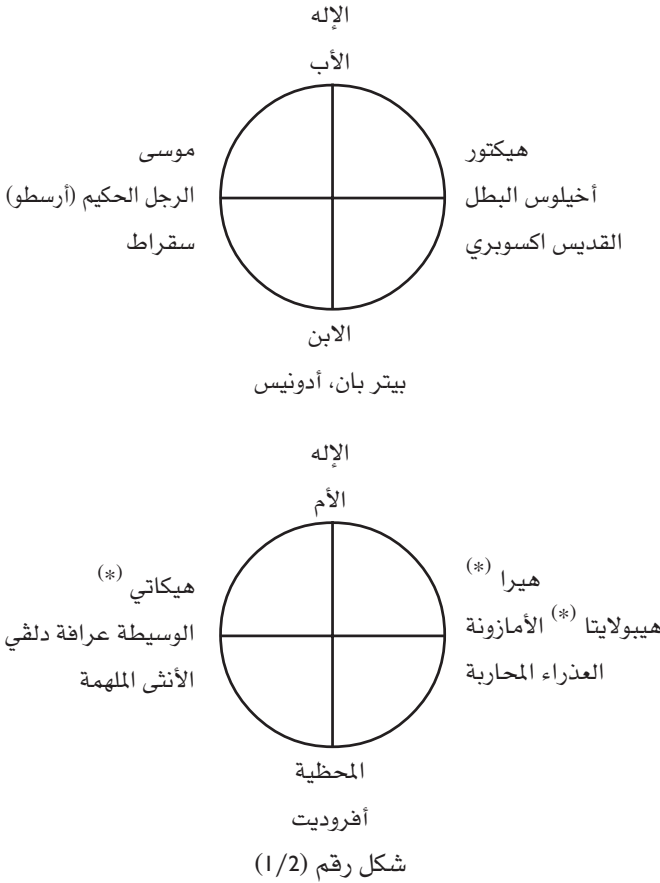 الإله
الأب
هيكتور
أخيلوس البطل
القديس اكسوبري
موسى
الرجل الحكيم (أرسطو)
سقراط
الابن
بيتر بان، أدونيس
الإله
الأم
هيرا (*)
هيبولايتا (*) الأمازونة
العذراء المحاربة
هيكاتي (*)
الوسيطة عرافة دلڤي
الأنثى الملهمة
المحظية
أفروديت
شكل رقم (1/2)